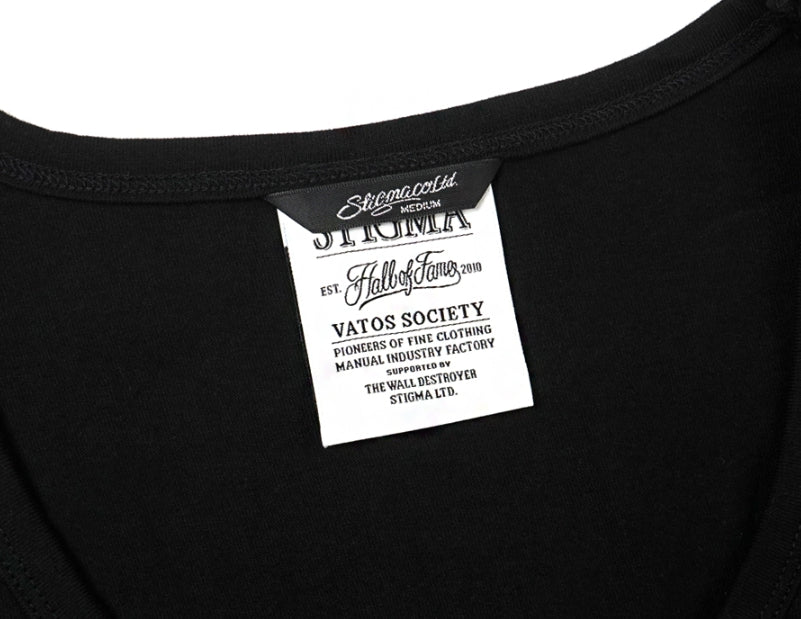 Stigmacoltd.
MEDIUM
STIGMA
EST. Hall of Fame 2010
VATOS SOCIETY
PIONEERS OF FINE CLOTHING
MANUAL INDUSTRY FACTORY
SUPPORTED BY
THE WALL DESTROYER
STIGMA LTD.